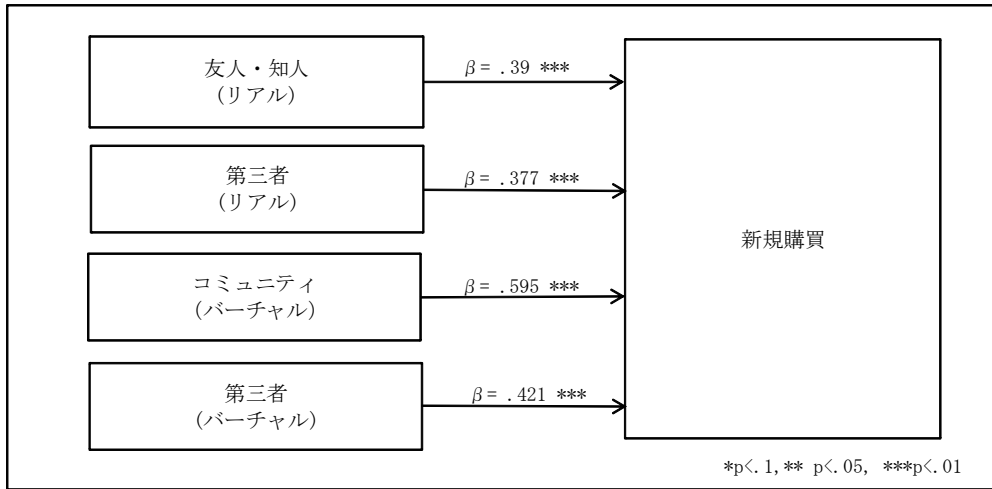 友人・知人
(リアル)
β= .39 ***
第三者
(リアル)
β= .377 ***
コミュニティ
(バーチャル)
β= .595 ***
第三者
(バーチャル)
β= .421 ***
新規購買
*p<.1,** p<.05, ***p<.01